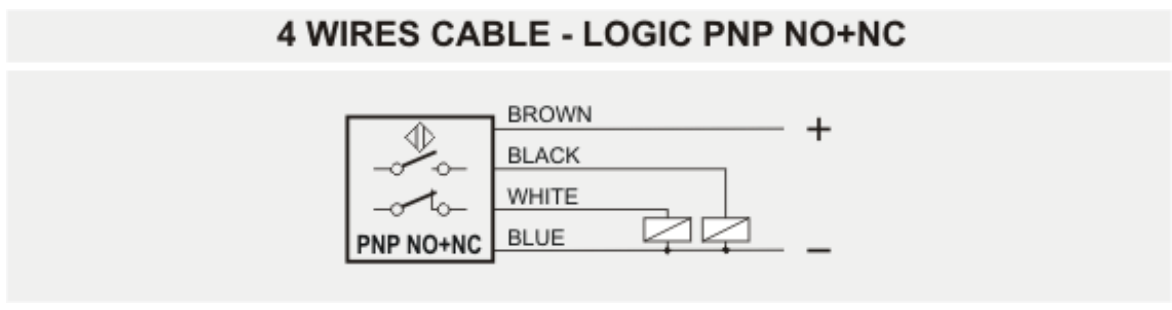 4 WIRES CABLE - LOGIC PNP NO+NC
BROWN
+
BLACK
WHITE
BLUE
PNP NO+NC
–